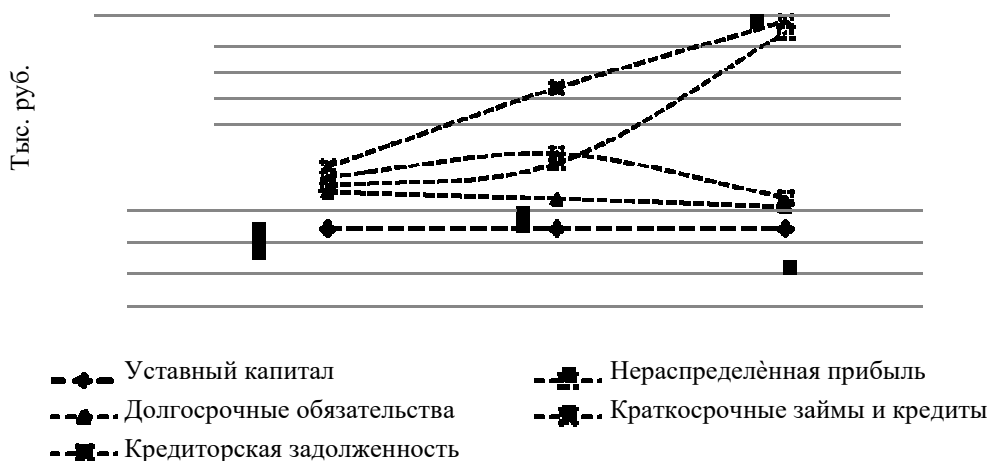 Тыс. руб.
Уставный капитал
Нераспределѐнная прибыль
Долгосрочные обязательства
Краткосрочные займы и кредиты
Кредиторская задолженность